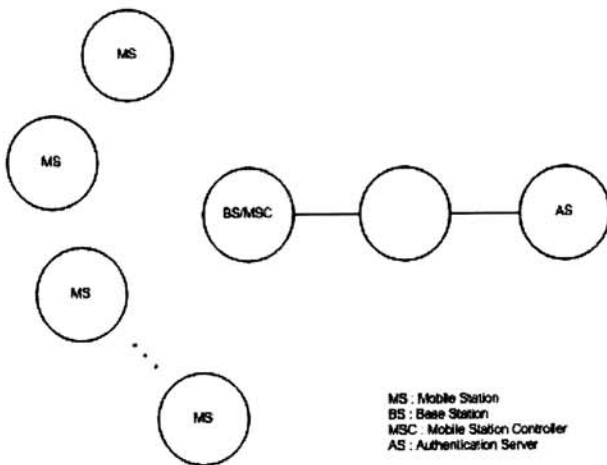 MS
MS
BS/MSC
AS
MS
MS
MS : Mobile Station
BS : Base Station
MSC : Mobile Station Controller
AS : Authentication Server